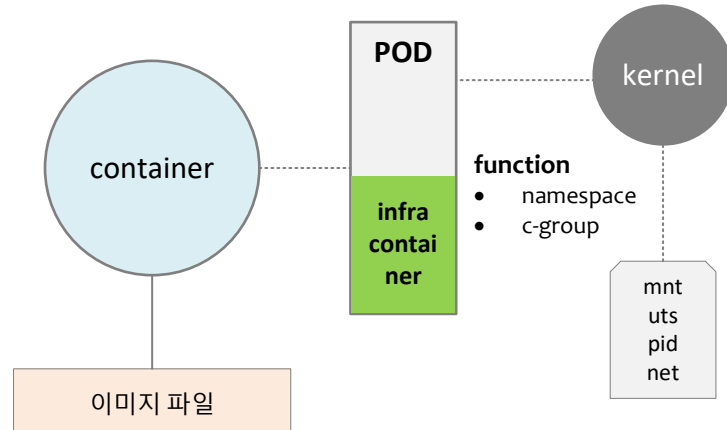 POD
kernel
container
function
• namespace
• c-group
infra
contai
ner
mnt
uts
pid
net
이미지 파일